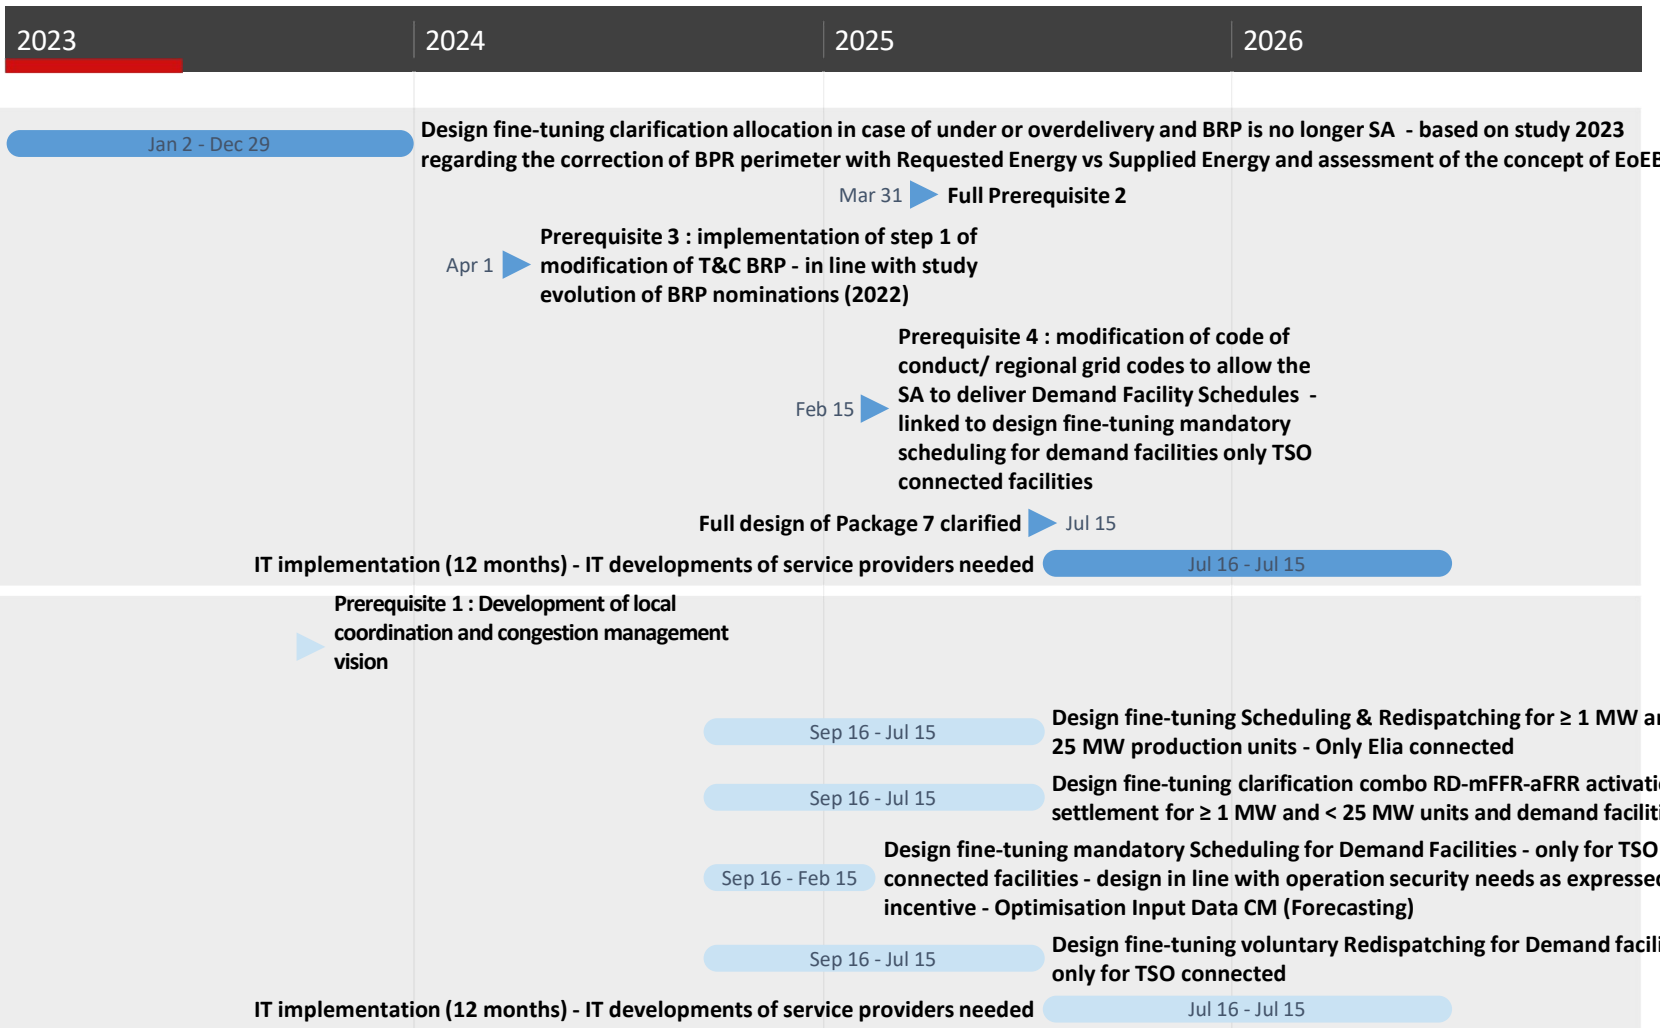 2023
2024
2025
2026
Jan 2 - Dec 29
Design fine-tuning clarification allocation in case of under or overdelivery and BRP is no longer SA - based on study 2023
regarding the correction of BPR perimeter with Requested Energy vs Supplied Energy and assessment of the concept of
Mar 31
Full Prerequisite 2
Apr 1
Prerequisite 3 : implementation of step 1 of
modification of T&C BRP - in line with study
evolution of BRP nominations (2022)
Feb 15
Prerequisite 4 : modification of code of
conduct/ regional grid codes to allow the
SA to deliver Demand Facility Schedules -
linked to design fine-tuning mandatory
scheduling for demand facilities only TSO
connected facilities
Full design of Package 7 clarified
Jul 15
IT implementation (12 months) - IT developments of service providers needed
Jul 16 - Jul 15
Prerequisite 1 : Development of local
coordination and congestion management
vision
Sep 16 - Jul 15
Design fine-tuning Scheduling & Redispatching for ≥ 1 MW
25 MW production units - Only Elia connected
Sep 16 - Jul 15
Design fine-tuning clarification combo RD-mFFR-aFRR
settlement for ≥ 1 MW and < 25 MW units and demand
Sep 16 - Feb 15
Design fine-tuning mandatory Scheduling for Demand Facilities - only for TSO
connected facilities - design in line with operation security needs as
incentive - Optimisation Input Data CM (Forecasting)
Sep 16 - Jul 15
Design fine-tuning voluntary Redispatching for Demand
only for TSO connected
IT implementation (12 months) - IT developments of service providers needed
Jul 16 - Jul 15